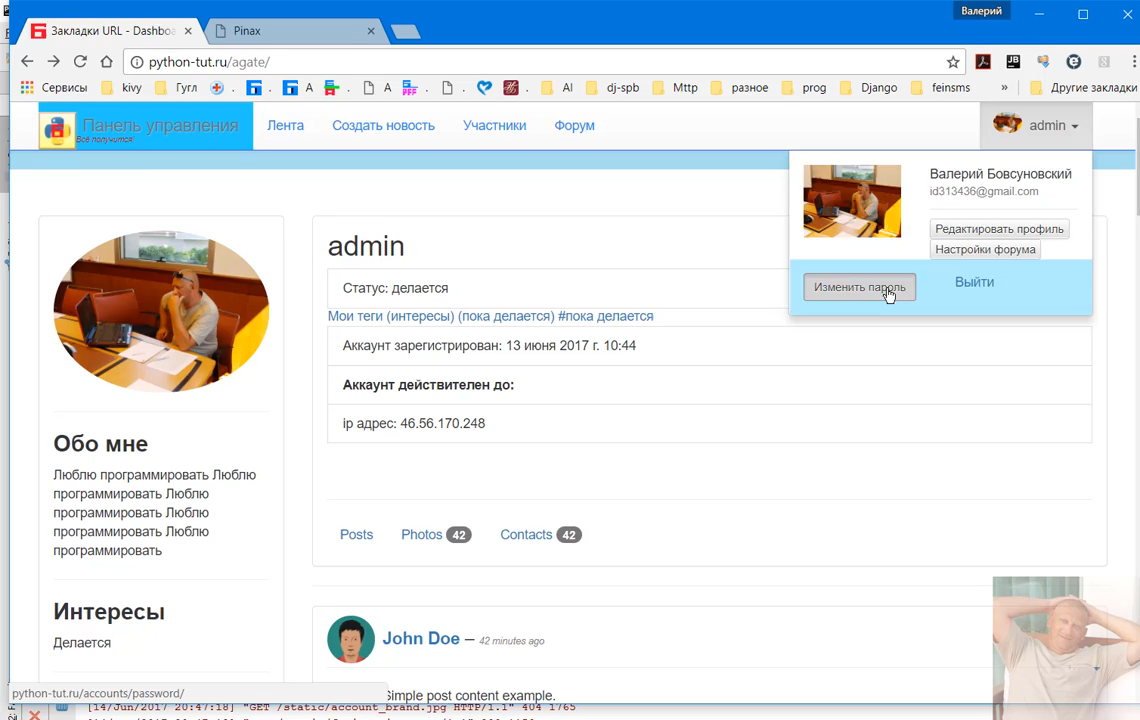 Валерий
Закладки URL - Dashboa
Pinax
python-tut.ru/agate/
Сервисы
kivy
Гугл
A
A
AI
dj-spb
Mttp
разное
prog
Django
feinsms
»
Другие закладки
Панель управления
Всё получится!
Лента
Создать новость
Участники
Форум
admin
Валерий Бовсуновский
id313436@gmail.com
Редактировать профиль
Настройки форума
Изменить пароль
Выйти
admin
Статус: делается
Мои теги (интересы) (пока делается) #пока делается
Аккаунт зарегистрирован: 13 июня 2017 г. 10:44
Аккаунт действителен до:
ip адрес: 46.56.170.248
Обо мне
Люблю программировать Люблю
программировать Люблю
программировать Люблю
программировать Люблю
программировать
Posts
Photos 42
Contacts 42
Интересы
Делается
John Doe – 42 minutes ago
Simple post content example.
python-tut.ru/accounts/password/
[14/Jun/2017 20:47:18] "GET /static/account_brand.jpg HTTP/1.1" 404 1765